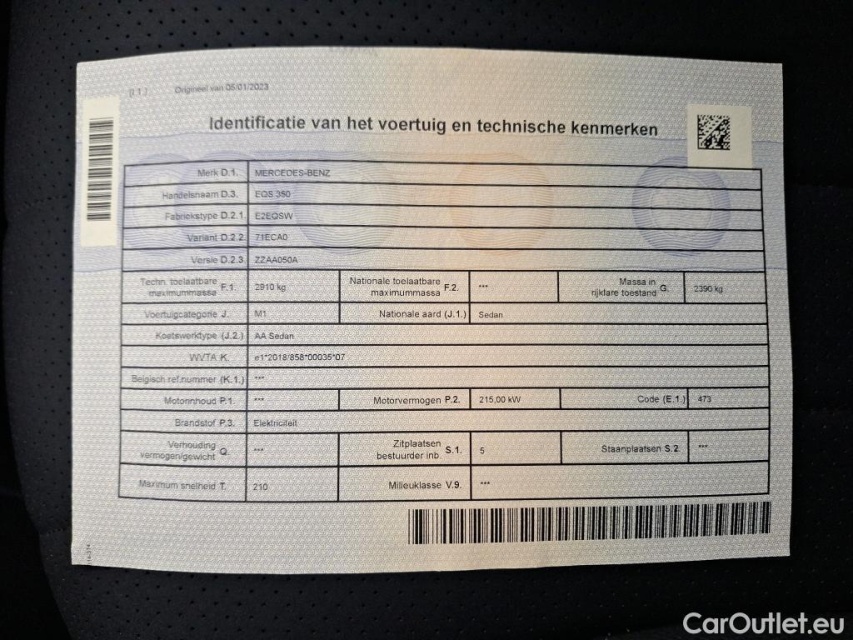 (I.1.) Origineel van 05/01/2023
Identificatie van het voertuig en technische kenmerken
Merk D.1. MERCEDES-BENZ
Handelsnaam D.3. EQS 350
Fabriekstype D.2.1. E2EQSW
Variant D.2.2. 71ECA0
Versie D.2.3. ZZAA050A
Techn. toelaatbare maximummassa F.1. 2910 kg Nationale toelaatbare maximummassa F.2. *** Massa in rijklare toestand G. 2390 kg
Voertuigcategorie J. M1 Nationale aard (J.1.) Sedan
Koetswerktype (J.2.) AA Sedan
WVTA K. e1*2018/858*00035*07
Belgisch ref.nummer (K.1.) ***
Motorinhoud P.1. *** Motorvermogen P.2. 215,00 kW Code (E.1.) 473
Brandstof P.3. Elektriciteit
Verhouding vermogen/gewicht Q. *** Zitplaatsen bestuurder inb. S.1. 5 Staanplaatsen S.2. ***
Maximum snelheid T. 210 Milieuklasse V.9. ***
CarOutlet.eu